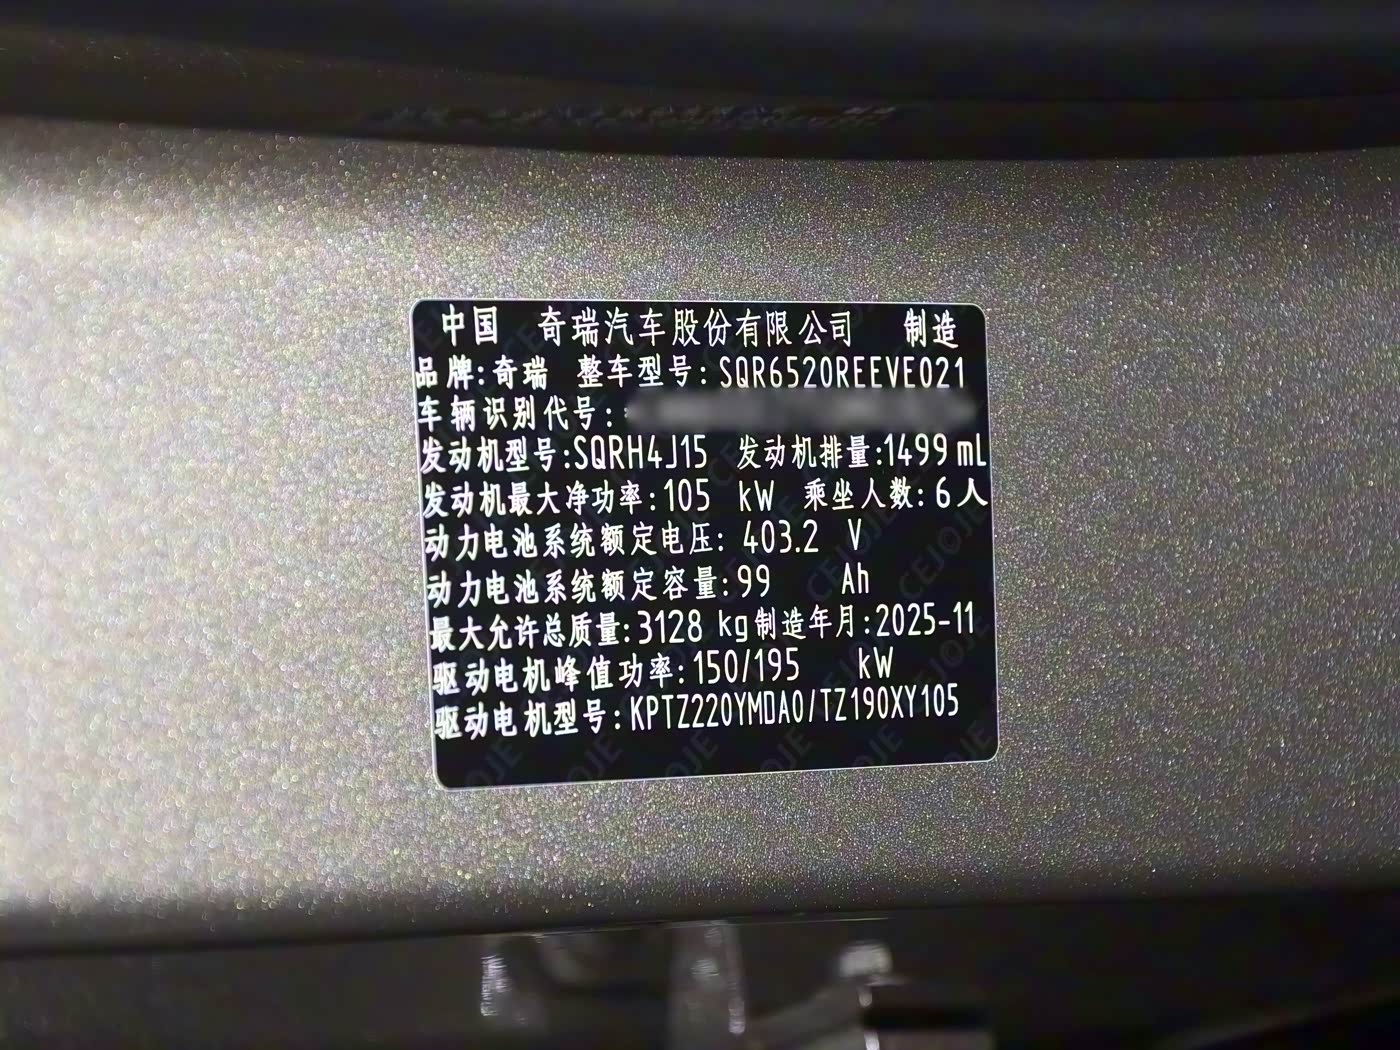 中国 奇瑞汽车股份有限公司 制造
品牌:奇瑞 整车型号:SQR6520REEVE021
车辆识别代号:
发动机型号:SQRH4J15 发动机排量:1499mL
发动机最大净功率:105 kW 乘坐人数:6人
动力电池系统额定电压: 403.2 V
动力电池系统额定容量:99 Ah
最大允许总质量:3128 kg制造年月:2025-11
驱动电机峰值功率:150/195 kW
驱动电机型号:KPTZ220YMDA0/TZ190XY105